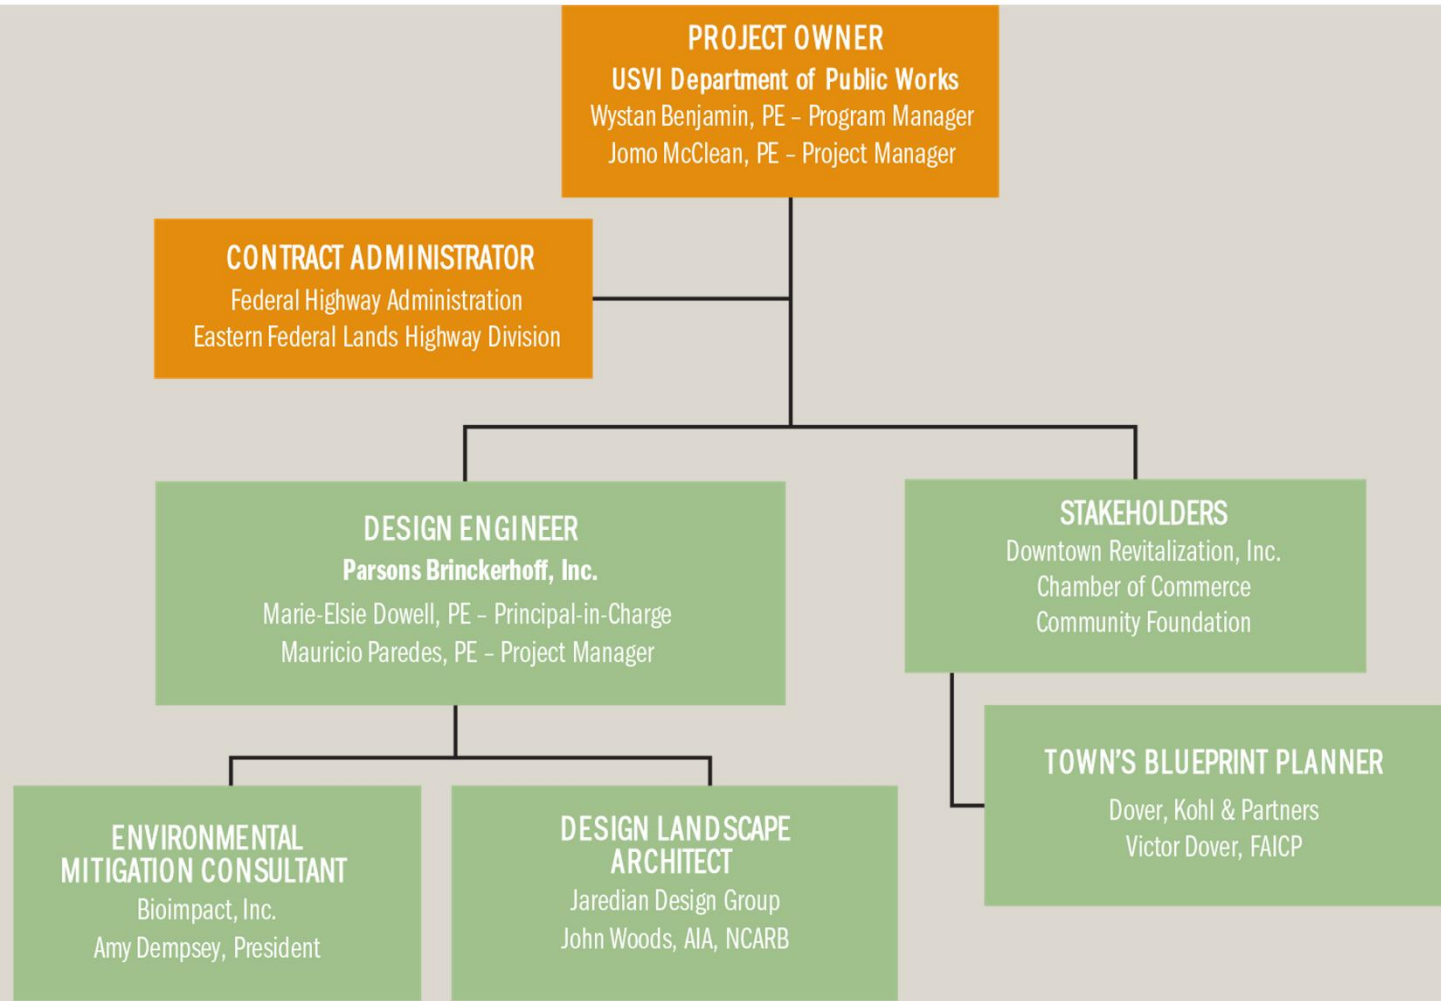 PROJECT OWNER
USVI Department of Public Works
Wystan Benjamin, PE – Program Manager
Jomo McClean, PE – Project Manager
CONTRACT ADMINISTRATOR
Federal Highway Administration
Eastern Federal Lands Highway Division
DESIGN ENGINEER
Parsons Brinckerhoff, Inc.
Marie-Elsie Dowell, PE – Principal-in-Charge
Mauricio Paredes, PE – Project Manager
STAKEHOLDERS
Downtown Revitalization, Inc.
Chamber of Commerce
Community Foundation
TOWN'S BLUEPRINT PLANNER
Dover, Kohl & Partners
Victor Dover, FAICP
ENVIRONMENTAL
MITIGATION CONSULTANT
Bioimpact, Inc.
Amy Dempsey, President
DESIGN LANDSCAPE
ARCHITECT
Jaredian Design Group
John Woods, AIA, NCARB